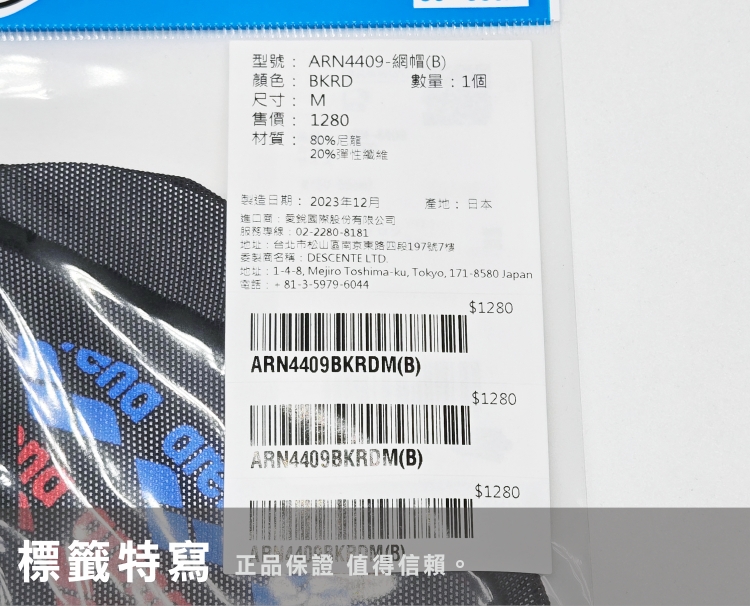 型號： ARN4409-網帽(B)
顏色： BKRD 數量：1個
尺寸： M
售價： 1280
材質： 80%尼龍
20%彈性纖維
製造日期： 2023年12月 產地： 日本
進口商：愛銳國際股份有限公司
服務專線：02-2280-8181
地址：台北市松山區南京東路四段197號7樓
委製商名稱：DESCENTE LTD.
地址：1-4-8, Mejiro Toshima-ku, Tokyo, 171-8580 Japan
電話：+ 81-3-5979-6044
$1280
ARN4409BKRDM(B)
$1280
ARN4409BKRDM(B)
$1280
ARN4409BKRDM(B)
標籤特寫 正品保證 值得信賴。